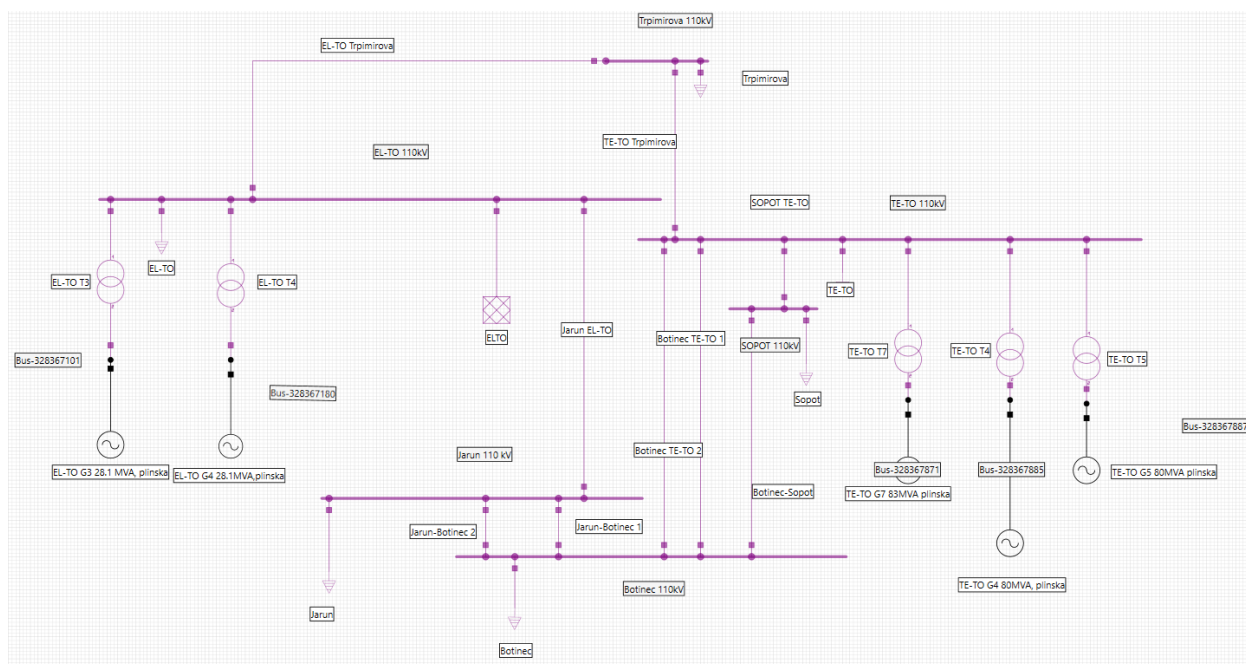 Trpimirova 110kV
EL-TO Trpimirova
Trpimirova
TE-TO Trpimirova
EL-TO 110kV
SOPOT TE-TO
TE-TO 110kV
EL-TO
EL-TO T3
EL-TO T4
TE-TO
Jarun EL-TO
ELTO
Botinec TE-TO 1
SOPOT 110kV
TE-TO T7
TE-TO T4
TE-TO T5
Bus-328367101
Bus-328367180
Sopot
Bus-328367887
Jarun 110 kV
Botinec TE-TO 2
EL-TO G3 28.1 MVA, plinska
EL-TO G4 28.1MVA,plinska
Bus-328367871
Bus-328367885
TE-TO G5 80MVA plinska
Botinec-Sopot
TE-TO G7 83MVA plinska
Jarun-Botinec 2
Jarun-Botinec 1
Botinec 110kV
TE-TO G4 80MVA, plinska
Jarun
Botinec